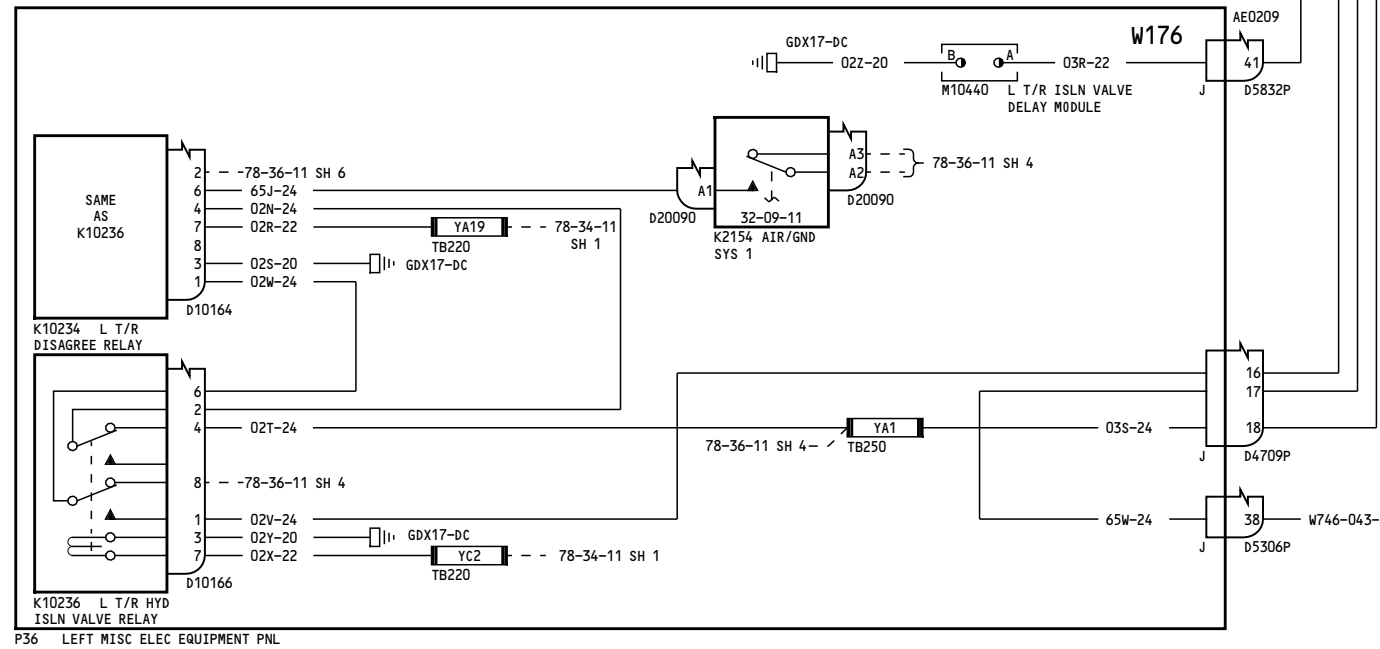 AE0209
W176
GDX17-DC
02Z-20
B
A
03R-22
41
M10440 L T/R ISLN VALVE
DELAY MODULE
J
D5832P
SAME
AS
K10236
2
78-36-11 SH 6
6
65J-24
4
02N-24
7
02R-22
YA19
TB220
78-34-11
SH 1
8
3
02S-20
GDX17-DC
1
02W-24
D10164
K10234 L T/R
DISAGREE RELAY
A1
D20090
A3
A2
78-36-11 SH 4
D20090
32-09-11
K2154 AIR/GND
SYS 1
6
2
4
02T-24
78-36-11 SH 4
YA1
TB250
03S-24
8
78-36-11 SH 4
1
02V-24
3
02Y-20
GDX17-DC
7
02X-22
YC2
TB220
78-34-11 SH 1
D10166
K10236 L T/R HYD
ISLN VALVE RELAY
16
17
18
J
D4709P
65W-24
38
W746-043-
J
D5306P
P36 LEFT MISC ELEC EQUIPMENT PNL